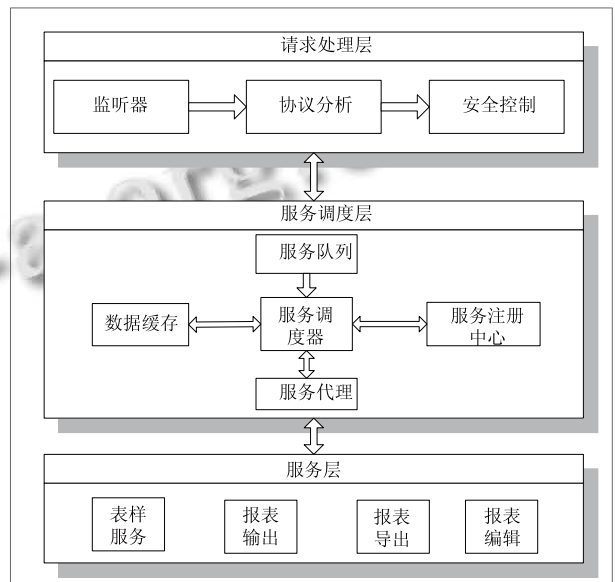 请求处理层
监听器
协议分析
安全控制
服务调度层
服务队列
数据缓存
服务调
度器
服务注册
中心
服务代理
服务层
表样
服务
报表
输出
报表
导出
报表
编辑